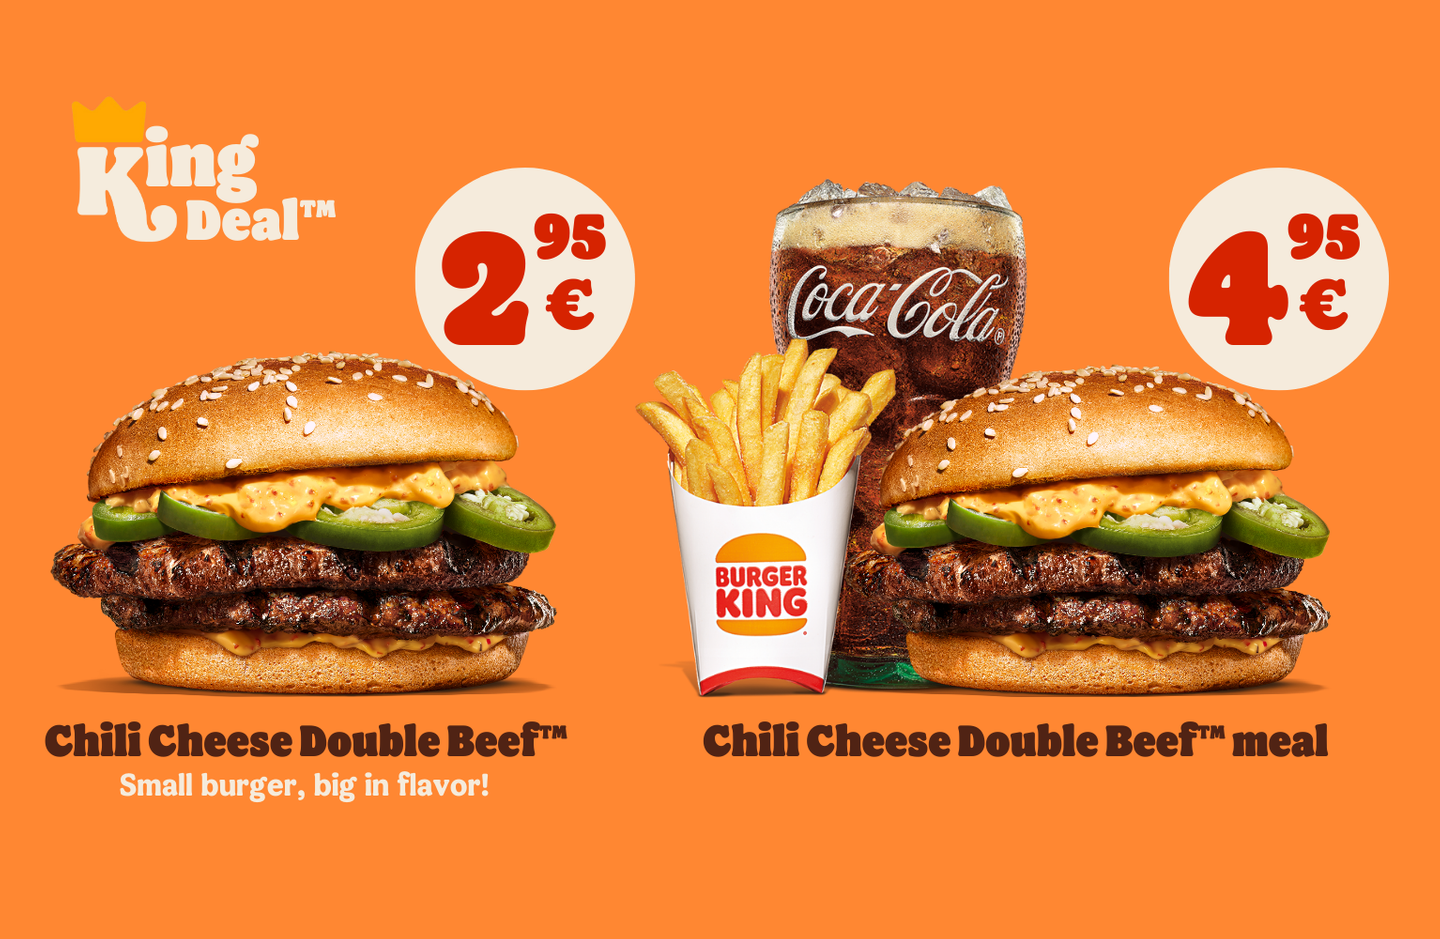 King
Deal™
2 95
€
Coca-Cola®
4 95
€
BURGER
KING®
Chili Cheese Double Beef™
Small burger, big in flavor!
Chili Cheese Double Beef™ meal